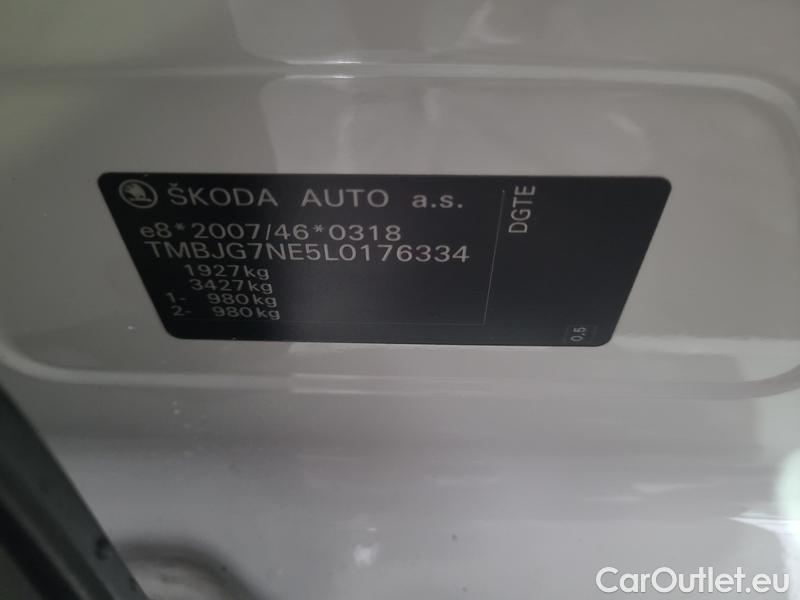 ŠKODA AUTO a.s.
e8*2007/46*0318
TMBJG7NE5L0176334
1927kg
3427kg
1- 980kg
2- 980kg
DGTE
0,5
CarOutlet.eu